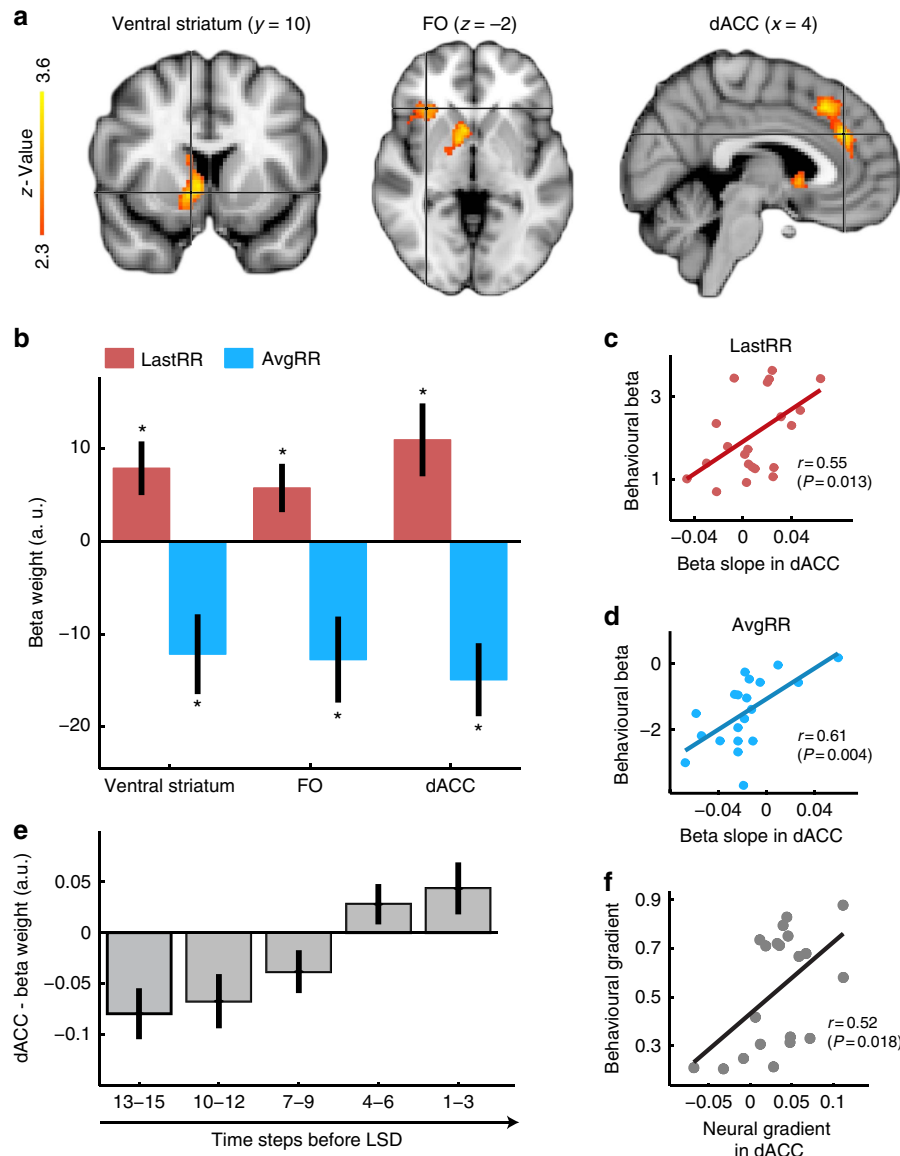 a
Ventral striatum (y = 10)
FO (z = –2)
dACC (x = 4)
3.6
z- Value
2.3
b
LastRR
AvgRR
Beta weight (a. u.)
10
0
–10
–20
*
*
*
*
*
*
Ventral striatum
FO
dACC
c
LastRR
Behavioural beta
3
1
r = 0.55
(P = 0.013)
–0.04
0
0.04
Beta slope in dACC
d
AvgRR
Behavioural beta
0
–2
r = 0.61
(P = 0.004)
–0.04
0
0.04
Beta slope in dACC
e
dACC - beta weight (a.u.)
0.05
0
–0.05
–0.1
13–15
10–12
7–9
4–6
1–3
Time steps before LSD
f
Behavioural gradient
0.9
0.7
0.5
0.3
r = 0.52
(P = 0.018)
–0.05
0
0.05
0.1
Neural gradient
in dACC